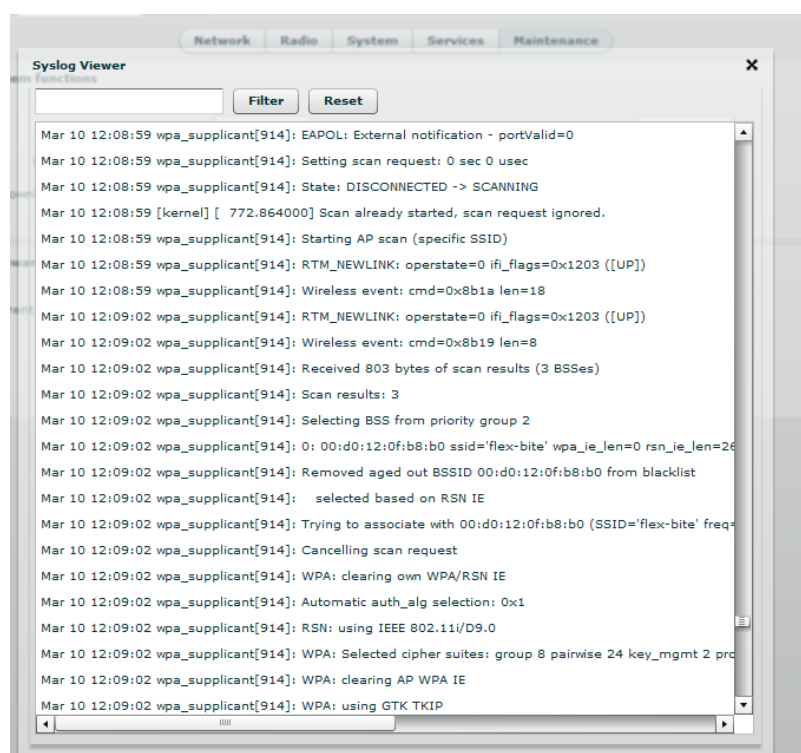 Network Radio System Services Maintenance
Syslog Viewer
em functions
Filter Reset
Mar 10 12:08:59 wpa_supplicant[914]: EAPOL: External notification - portValid=0
Mar 10 12:08:59 wpa_supplicant[914]: Setting scan request: 0 sec 0 usec
Mar 10 12:08:59 wpa_supplicant[914]: State: DISCONNECTED -> SCANNING
Mar 10 12:08:59 [kernel] [  772.864000] Scan already started, scan request ignored.
Mar 10 12:08:59 wpa_supplicant[914]: Starting AP scan (specific SSID)
Mar 10 12:08:59 wpa_supplicant[914]: RTM_NEWLINK: operstate=0 ifi_flags=0x1203 ([UP])
Mar 10 12:08:59 wpa_supplicant[914]: Wireless event: cmd=0x8b1a len=18
Mar 10 12:09:02 wpa_supplicant[914]: RTM_NEWLINK: operstate=0 ifi_flags=0x1203 ([UP])
Mar 10 12:09:02 wpa_supplicant[914]: Wireless event: cmd=0x8b19 len=8
Mar 10 12:09:02 wpa_supplicant[914]: Received 803 bytes of scan results (3 BSSes)
Mar 10 12:09:02 wpa_supplicant[914]: Scan results: 3
Mar 10 12:09:02 wpa_supplicant[914]: Selecting BSS from priority group 2
Mar 10 12:09:02 wpa_supplicant[914]: 0: 00:d0:12:0f:b8:b0 ssid='flex-bite' wpa_ie_len=0 rsn_ie_len=26
Mar 10 12:09:02 wpa_supplicant[914]: Removed aged out BSSID 00:d0:12:0f:b8:b0 from blacklist
Mar 10 12:09:02 wpa_supplicant[914]:    selected based on RSN IE
Mar 10 12:09:02 wpa_supplicant[914]: Trying to associate with 00:d0:12:0f:b8:b0 (SSID='flex-bite' freq=
Mar 10 12:09:02 wpa_supplicant[914]: Cancelling scan request
Mar 10 12:09:02 wpa_supplicant[914]: WPA: clearing own WPA/RSN IE
Mar 10 12:09:02 wpa_supplicant[914]: Automatic auth_alg selection: 0x1
Mar 10 12:09:02 wpa_supplicant[914]: RSN: using IEEE 802.11i/D9.0
Mar 10 12:09:02 wpa_supplicant[914]: WPA: Selected cipher suites: group 8 pairwise 24 key_mgmt 2 pro
Mar 10 12:09:02 wpa_supplicant[914]: WPA: clearing AP WPA IE
Mar 10 12:09:02 wpa_supplicant[914]: WPA: using GTK TKIP